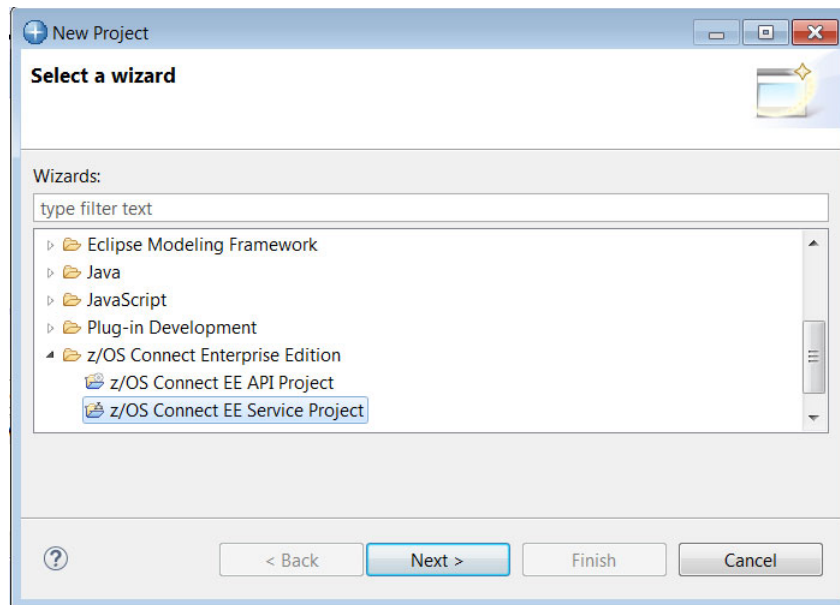 New Project
Select a wizard
Wizards:
type filter text
Eclipse Modeling Framework
Java
JavaScript
Plug-in Development
z/OS Connect Enterprise Edition
z/OS Connect EE API Project
z/OS Connect EE Service Project
? < Back Next > Finish Cancel